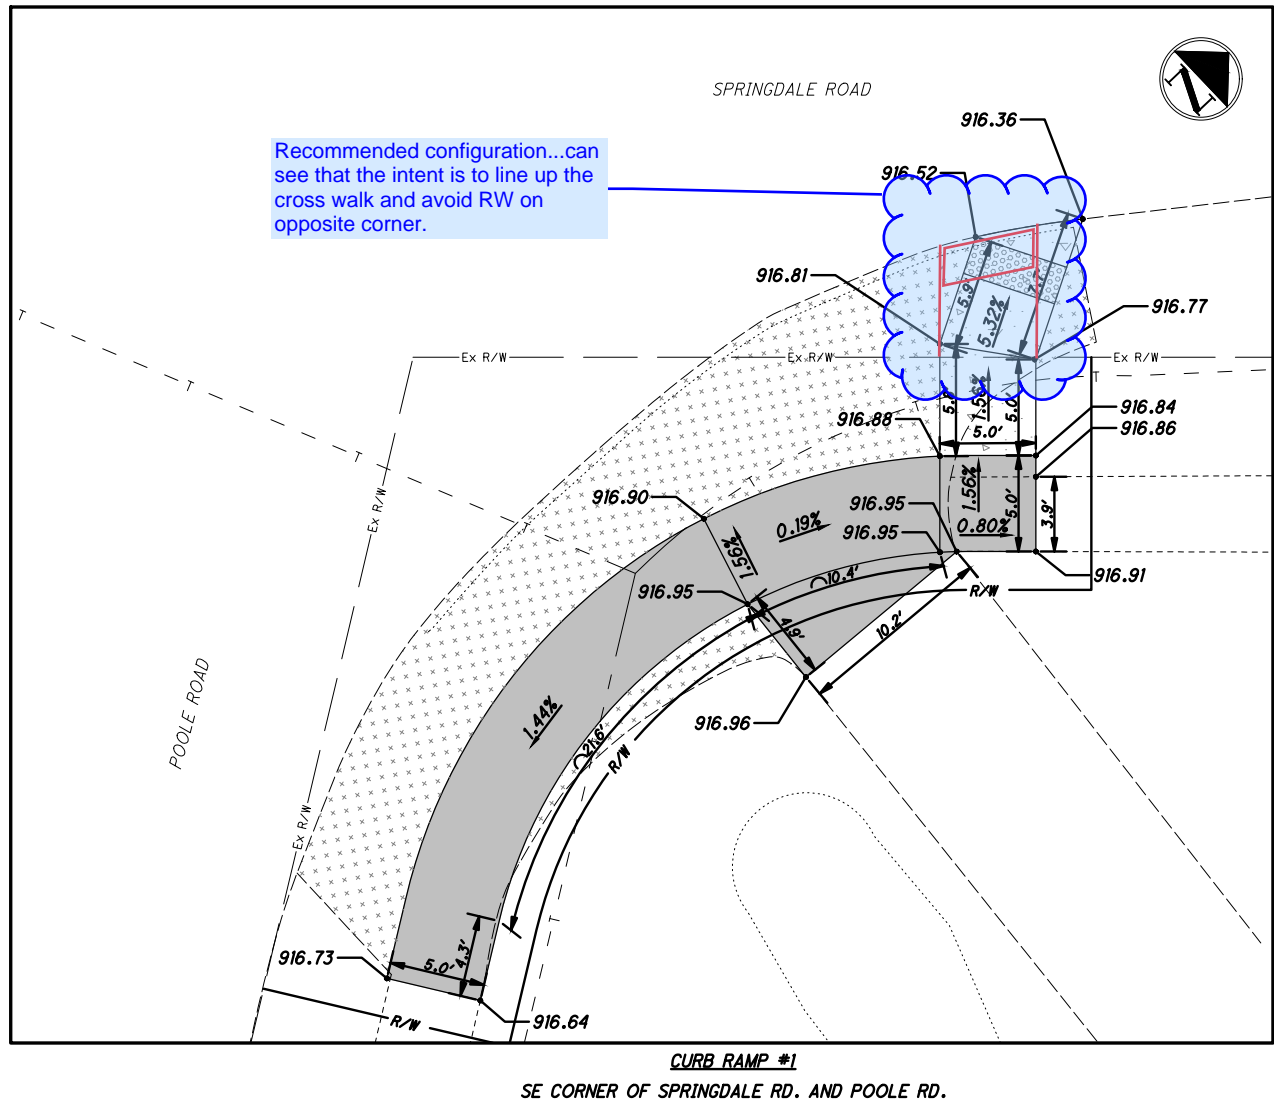 SPRINGDALE ROAD
916.36
Recommended configuration...can
see that the intent is to line up the
cross walk and avoid RW on
opposite corner.
916.52
916.81
5.9'
5.32%
916.77
Ex R/W
Ex R/W
Ex R/W
1.56%
5.0'
916.88
5.0'
916.84
916.86
Ex R/W
916.90
916.95
0.19%
1.56%
5.0'
3.9'
0.80%
916.95
1.56%
916.95
10.4'
R/W
916.91
4.9'
10.2'
POOLE ROAD
1.44%
916.96
21.6'
R/W
Ex R/W
916.73
5.0'
4.3'
916.64
R/W
CURB RAMP #1
SE CORNER OF SPRINGDALE RD. AND POOLE RD.